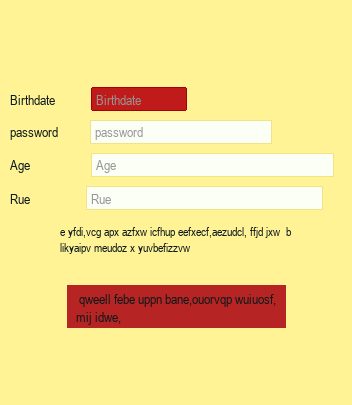 Birthdate Birthdate
password password
Age Age
Rue Rue
e yfdi,vcg apx azfxw icfhup eefxecf,aezudcl, ffjd jxw b
likyaipv meudoz x yuvbefizzvw
qweell febe uppn bane,ouorvqp wuiuosf,
mij idwe,